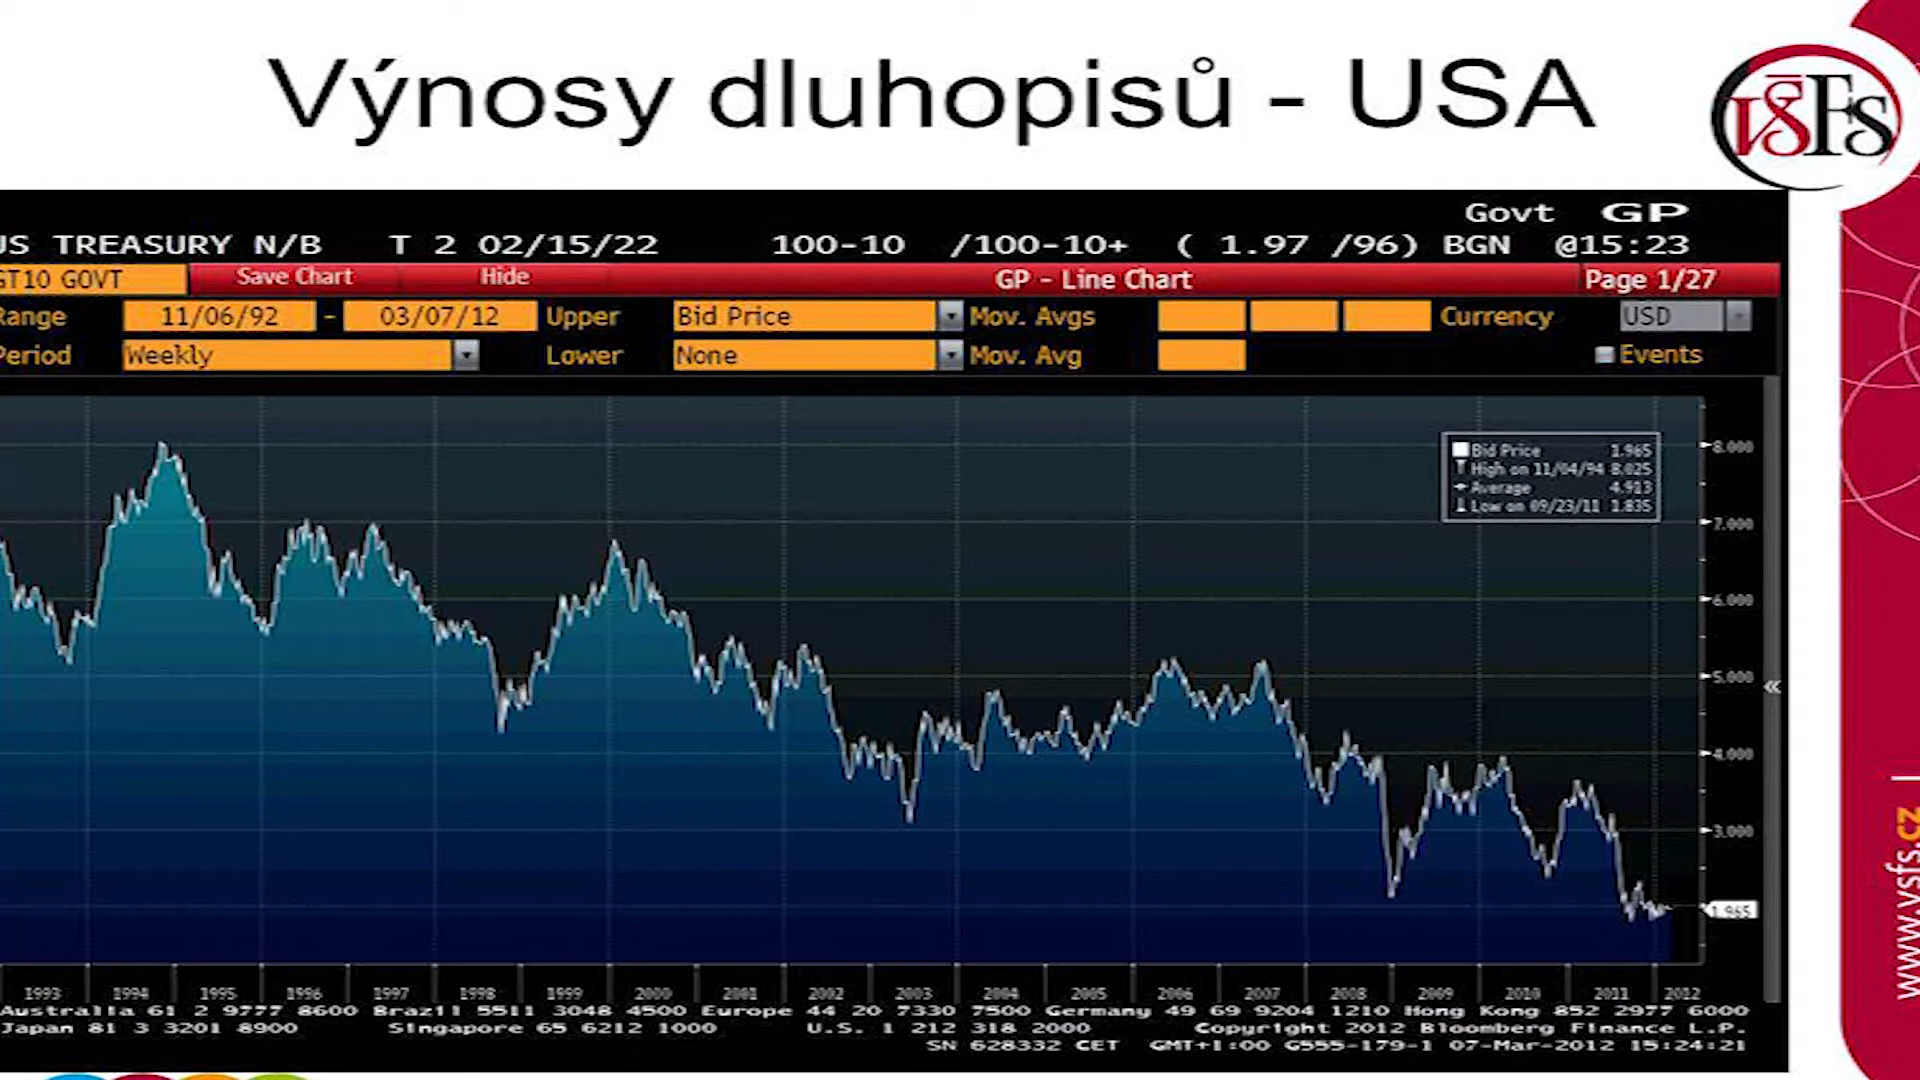 Výnosy dluhopisů - USA
VŠFS
Govt GP
US TREASURY N/B T 2 02/15/22 100-10 /100-10+ ( 1.97 /96) BGN @15:23
GT10 GOVT Save Chart Hide GP - Line Chart Page 1/27
Range 11/06/92 - 03/07/12 Upper Bid Price Mov. Avgs Currency USD
Period Weekly Lower None Mov. Avg Events
Bid Price 1.965
High on 11/04/94 8.025
Average 4.913
Low on 09/23/11 1.835
8.000
7.000
6.000
5.000
«
4.000
3.000
1.965
1993 1994 1995 1996 1997 1998 1999 2000 2001 2002 2003 2004 2005 2006 2007 2008 2009 2010 2011 2012
Australia 61 2 9777 8600 Brazil 5511 3048 4500 Europe 44 20 7330 7500 Germany 49 69 9204 1210 Hong Kong 852 2977 6000
Japan 81 3 3201 8900 Singapore 65 6212 1000 U.S. 1 212 318 2000 Copyright 2012 Bloomberg Finance L.P.
SN 628332 CET GMT+1:00 G555-179-1 07-Mar-2012 15:24:21
www.vsfs.cz